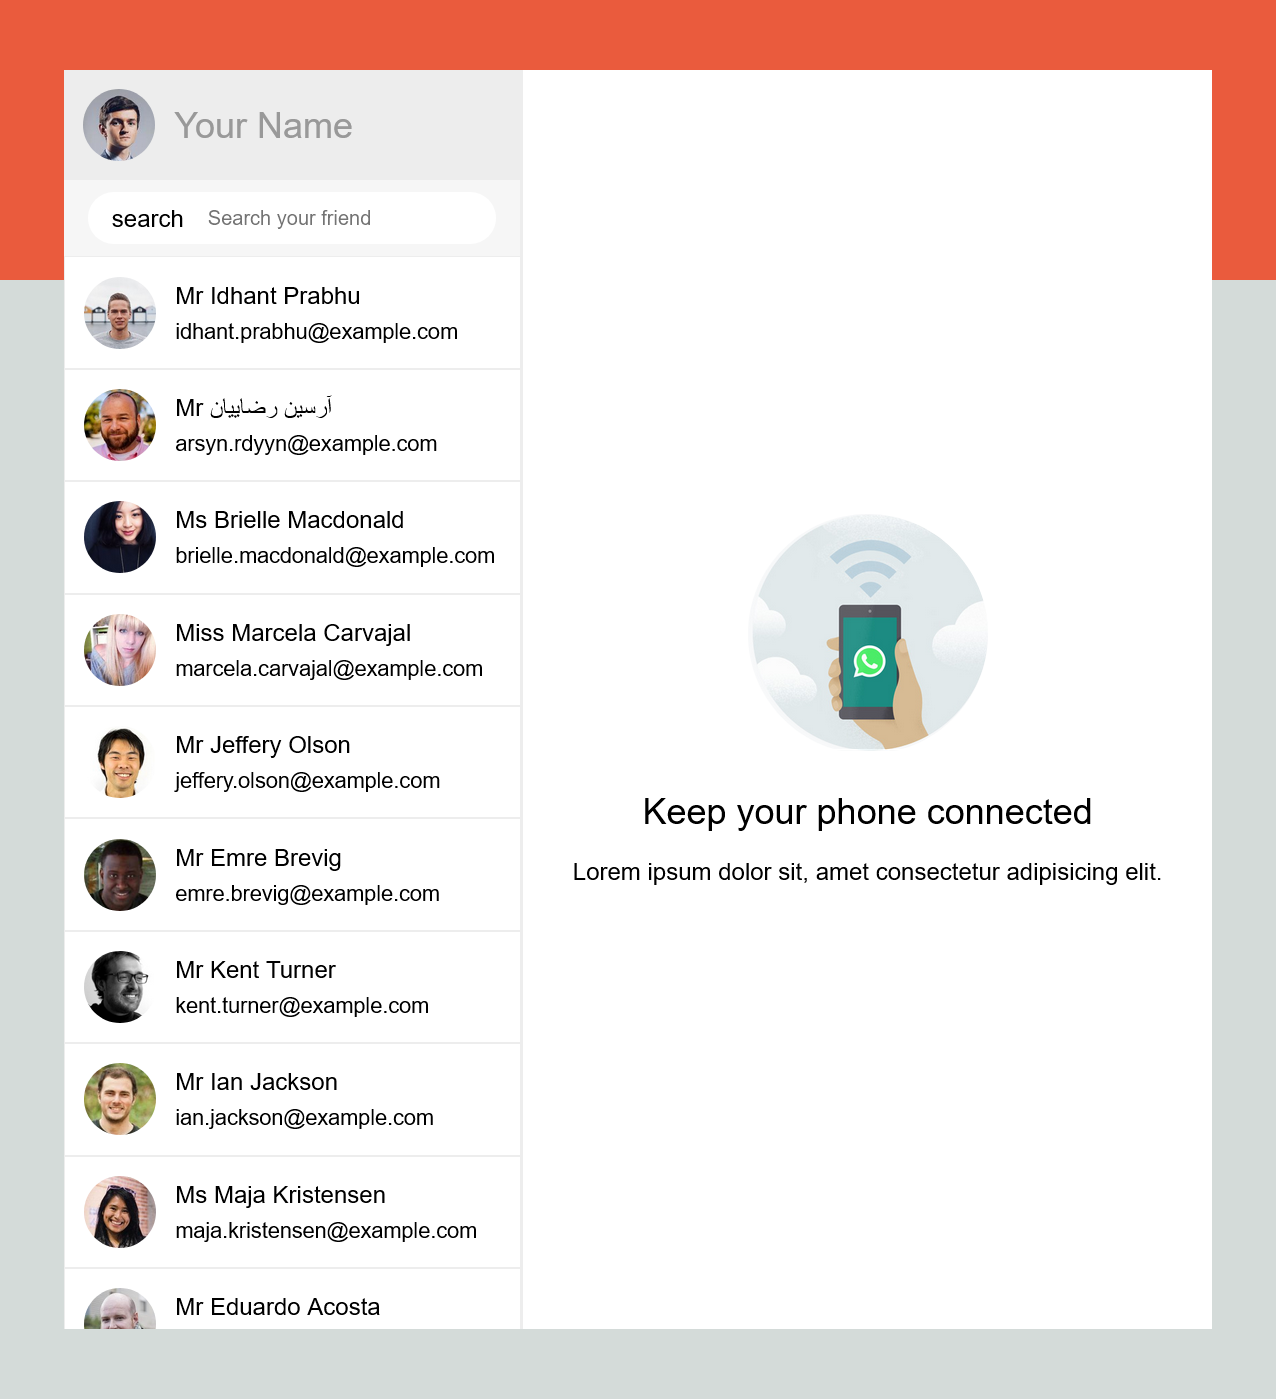 Your Name
search Search your friend
Mr Idhant Prabhu
idhant.prabhu@example.com
Mr آرسین رضاییان
arsyn.rdyyn@example.com
Ms Brielle Macdonald
brielle.macdonald@example.com
Miss Marcela Carvajal
marcela.carvajal@example.com
Mr Jeffery Olson
jeffery.olson@example.com
Mr Emre Brevig
emre.brevig@example.com
Mr Kent Turner
kent.turner@example.com
Mr Ian Jackson
ian.jackson@example.com
Ms Maja Kristensen
maja.kristensen@example.com
Mr Eduardo Acosta
Keep your phone connected
Lorem ipsum dolor sit, amet consectetur adipisicing elit.